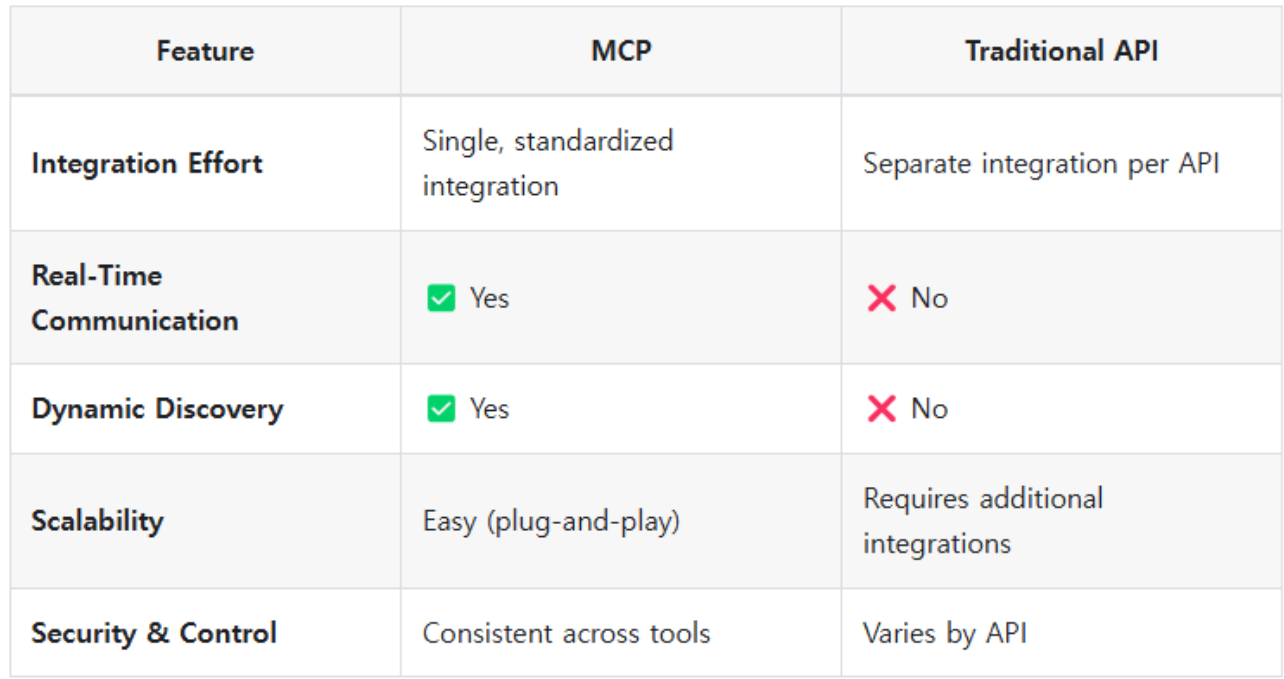 Feature MCP Traditional API
Integration Effort
Single, standardized
integration
Separate integration per API
Real-Time
Communication
✅ Yes
❌ No
Dynamic Discovery
✅ Yes
❌ No
Scalability
Easy (plug-and-play)
Requires additional
integrations
Security & Control
Consistent across tools
Varies by API